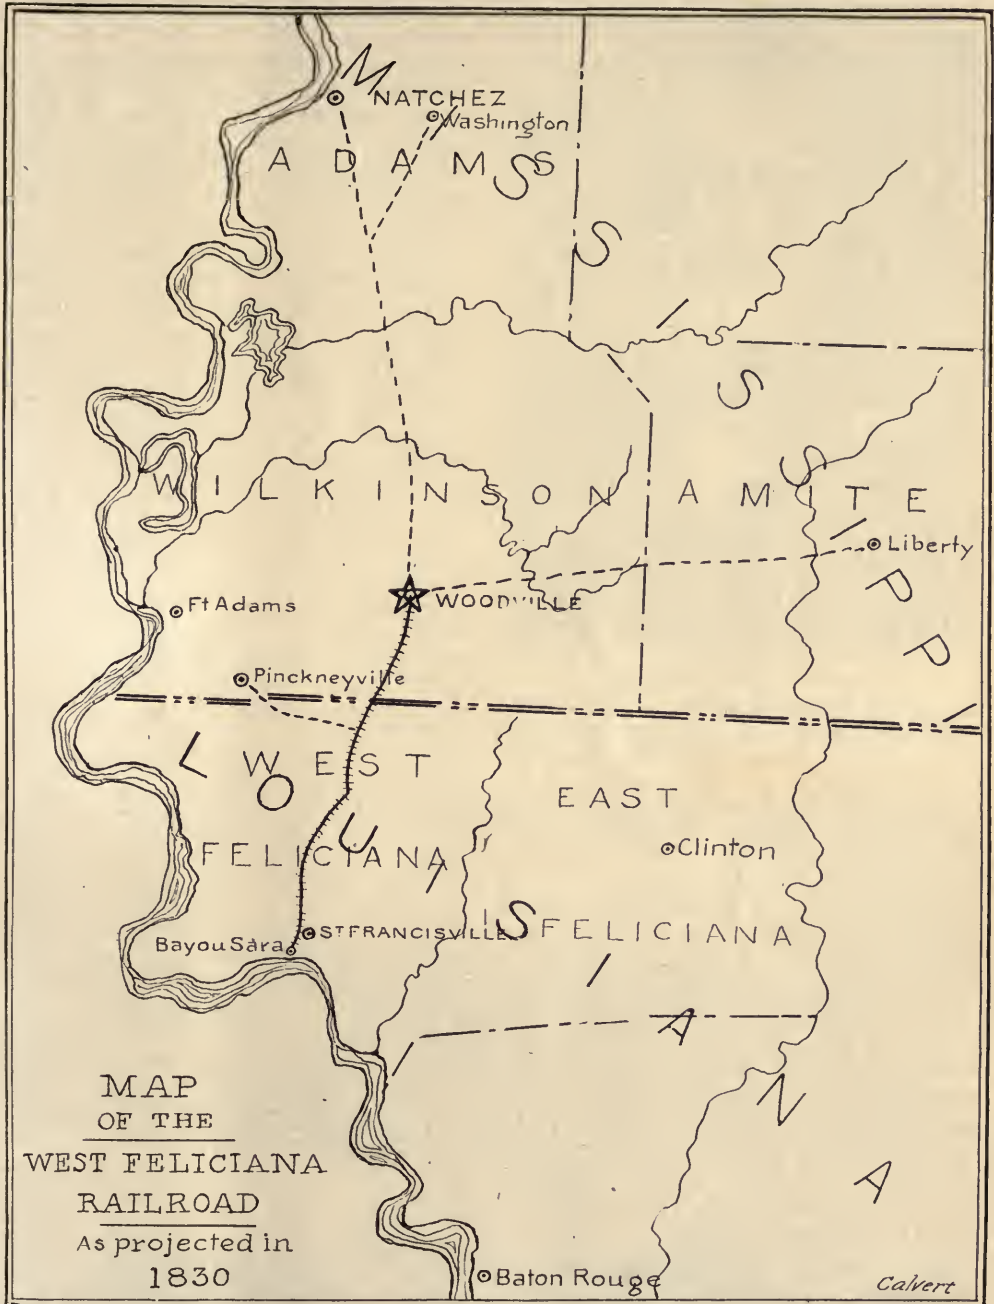 MISSISSIPPI
NATCHEZ
Washington
ADAMS
WILKINSON
AMITE
Liberty
WOODVILLE
Ft Adams
Pinckneyville
LOUISIANA
WEST
FELICIANA
EAST
FELICIANA
Clinton
ST FRANCISVILLE
Bayou Sara
MAP
OF THE
WEST FELICIANA
RAILROAD
As projected in
1830
Baton Rouge
Calvert